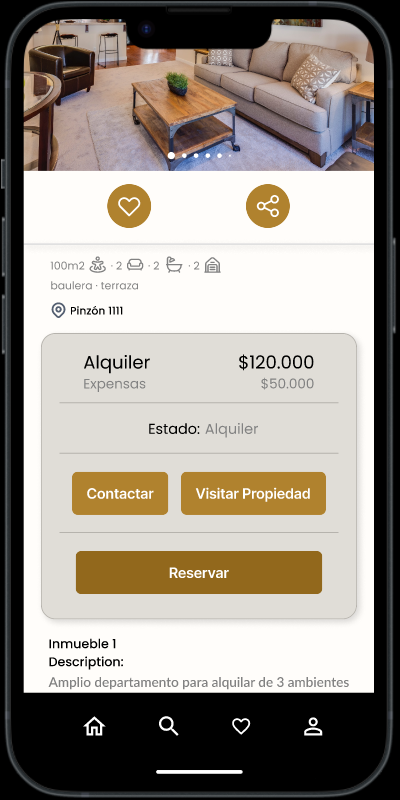 100m2 · 2 · 2 · 2
baulera · terraza
Pinzón 1111
Alquiler $120.000
Expensas $50.000
Estado: Alquiler
Contactar Visitar Propiedad
Reservar
Inmueble 1
Description:
Amplio departamento para alquilar de 3 ambientes